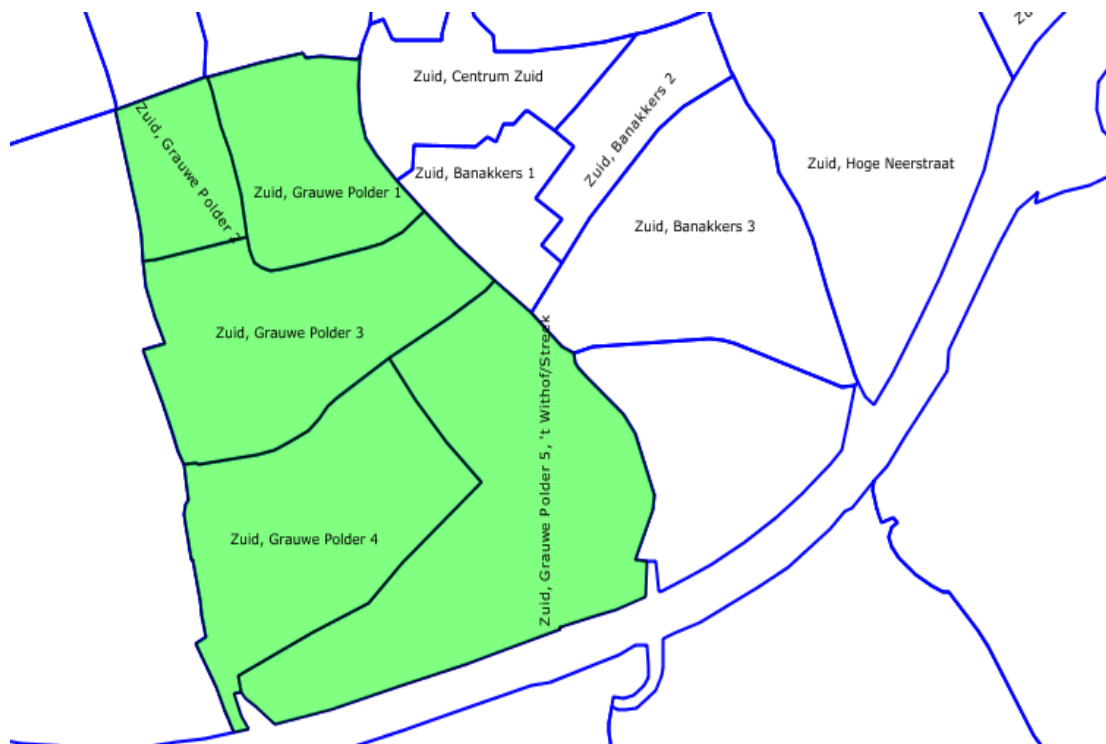 Zu
Zuid, Centrum Zuid
Zuid, Banakkers 2
Zuid, Grauwe Polder 2
Zuid, Hoge Neerstraat
Zuid, Banakkers 1
Zuid, Grauwe Polder 1
Zuid, Banakkers 3
Zuid, Grauwe Polder 3
Zuid, Grauwe Polder 5, 't Withof/Streek
Zuid, Grauwe Polder 4